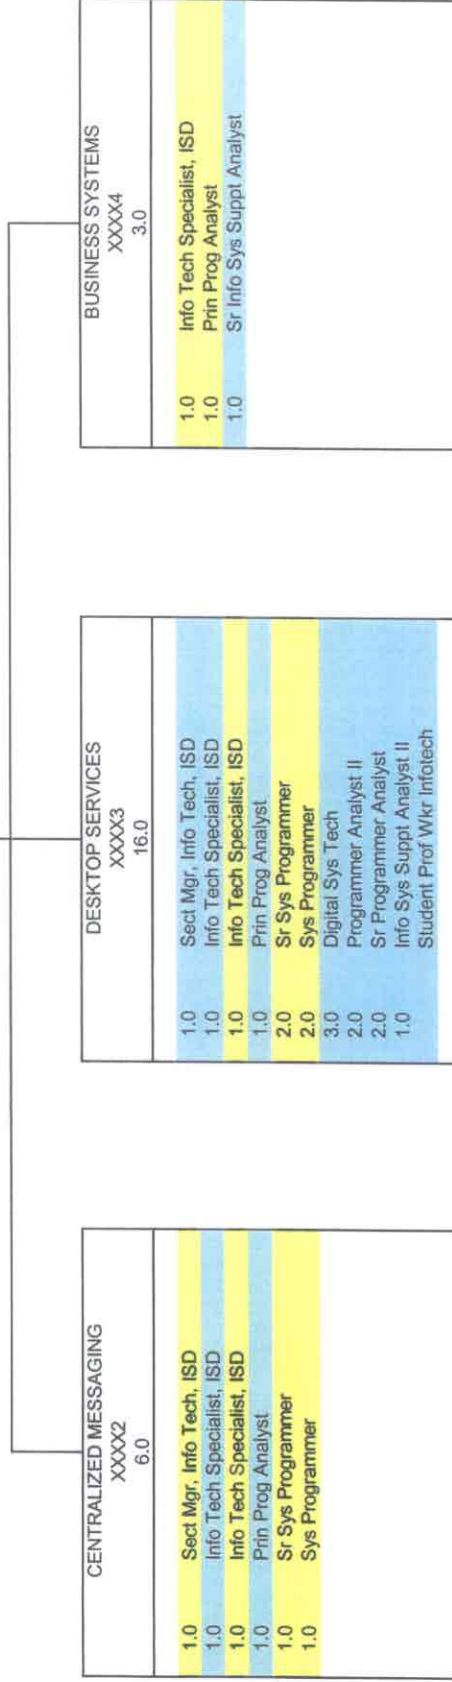 CENTRALIZED MESSAGING
XXXX2
6.0
1.0 Sect Mgr, Info Tech, ISD
1.0 Info Tech Specialist, ISD
1.0 Info Tech Specialist, ISD
1.0 Prin Prog Analyst
1.0 Sr Sys Programmer
1.0 Sys Programmer
DESKTOP SERVICES
XXXX3
16.0
1.0 Sect Mgr, Info Tech, ISD
1.0 Info Tech Specialist, ISD
1.0 Info Tech Specialist, ISD
1.0 Prin Prog Analyst
2.0 Sr Sys Programmer
2.0 Sys Programmer
3.0 Digital Sys Tech
2.0 Programmer Analyst II
2.0 Sr Programmer Analyst
1.0 Info Sys Suppt Analyst II
Student Prof Wkr Infotech
BUSINESS SYSTEMS
XXXX4
3.0
1.0 Info Tech Specialist, ISD
1.0 Prin Prog Analyst
1.0 Sr Info Sys Suppt Analyst